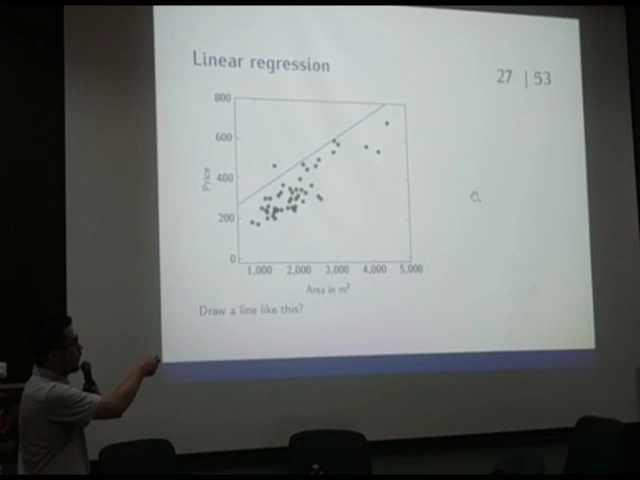 Linear regression
27 | 53
800
600
400
200
0
Price
1,000 2,000 3,000 4,000 5,000
Area in m²
Draw a line like this?